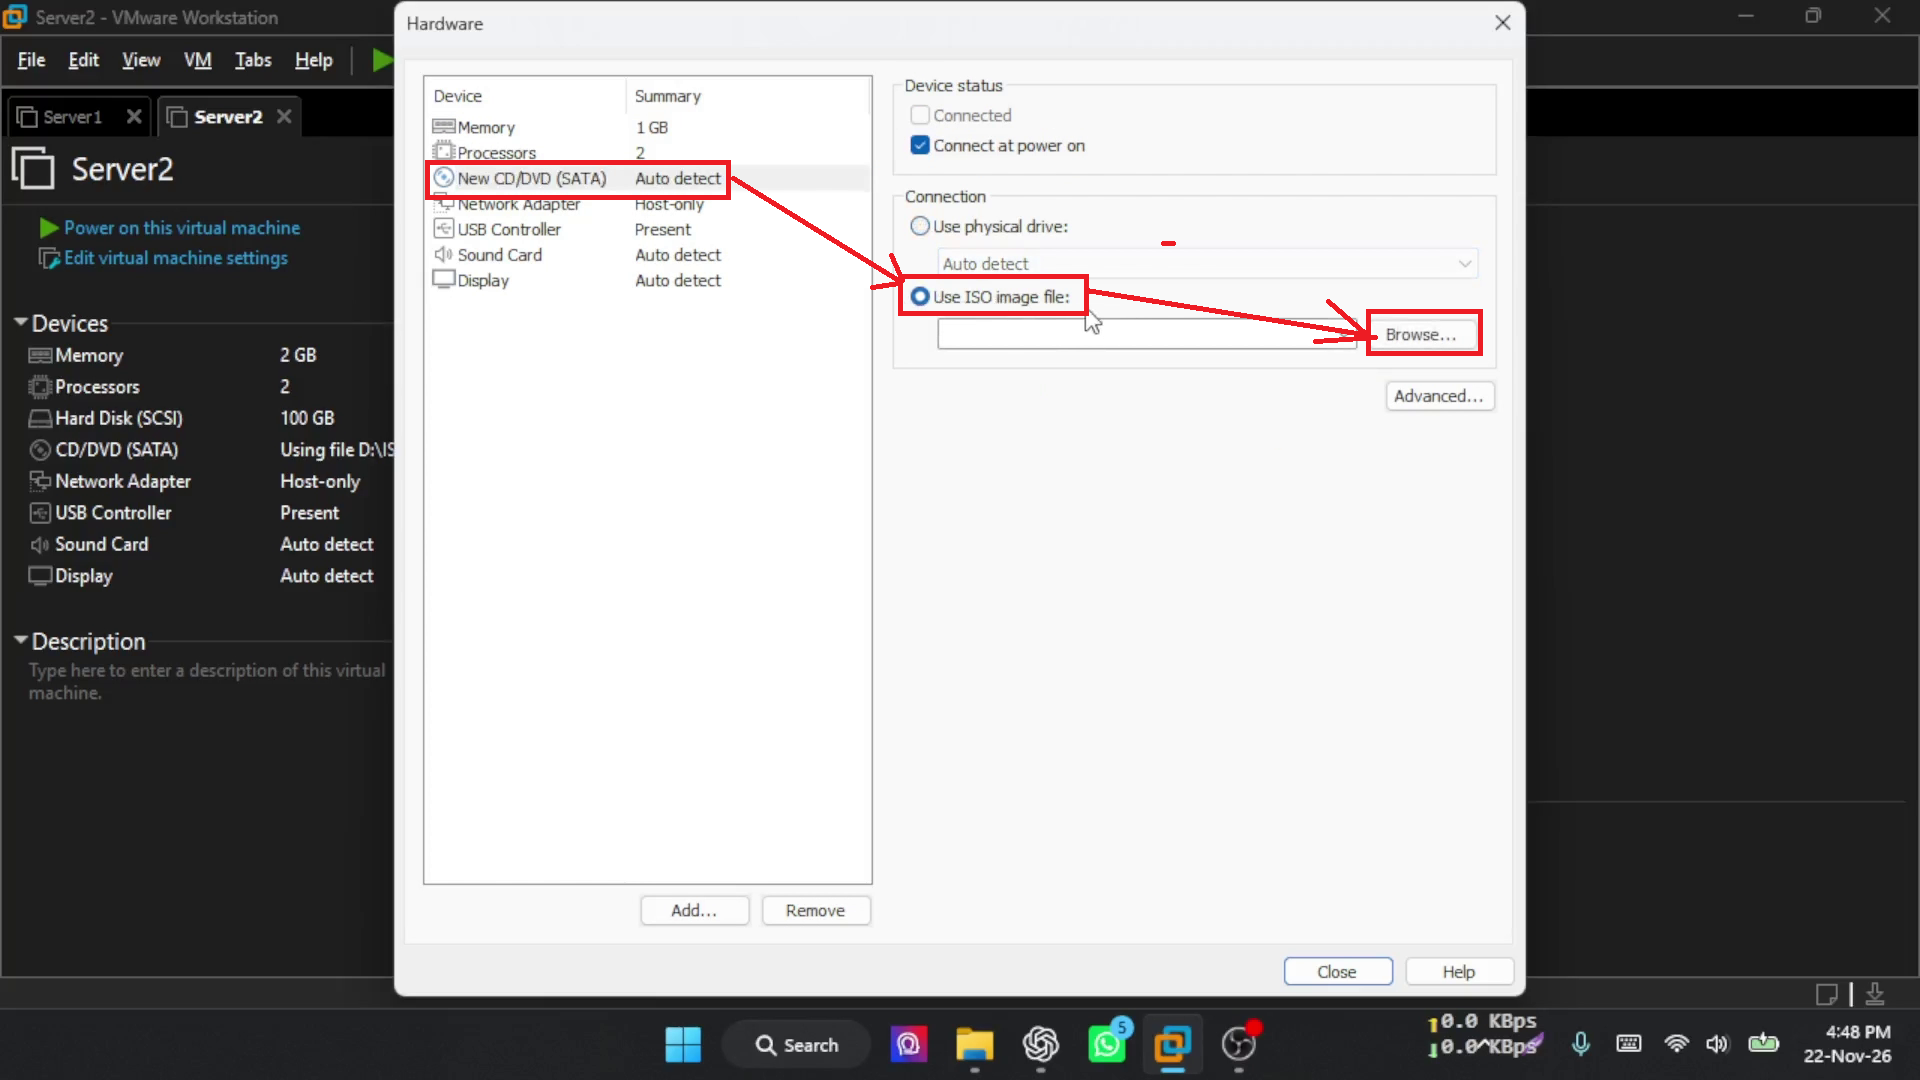 Server2 - VMware Workstation
File Edit View VM Tabs Help
Server1 Server2
Server2
Power on this virtual machine
Edit virtual machine settings
Devices
Memory 2 GB
Processors 2
Hard Disk (SCSI) 100 GB
CD/DVD (SATA) Using file D:\IS
Network Adapter Host-only
USB Controller Present
Sound Card Auto detect
Display Auto detect
Description
Type here to enter a description of this virtual
machine.
Hardware
Device Summary
Memory 1 GB
Processors 2
New CD/DVD (SATA) Auto detect
Network Adapter Host-only
USB Controller Present
Sound Card Auto detect
Display Auto detect
Add... Remove
Device status
Connected
Connect at power on
Connection
Use physical drive:
Auto detect
Use ISO image file:
Browse...
Advanced...
Close Help
Search
5
0.0 KBps
0.0 KBps
4:48 PM
22-Nov-26